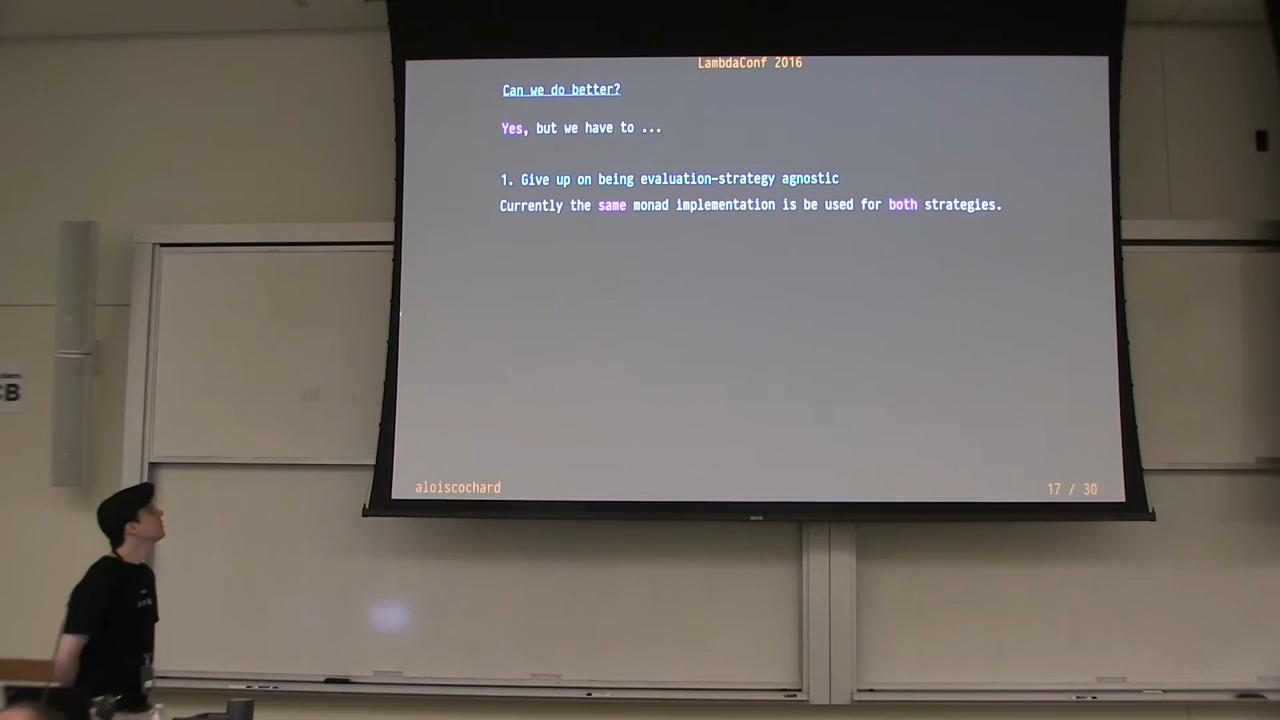 LambdaConf 2016
Can we do better?
Yes, but we have to ...
1. Give up on being evaluation-strategy agnostic
Currently the same monad implementation is be used for both strategies.
aloiscochard
17 / 30